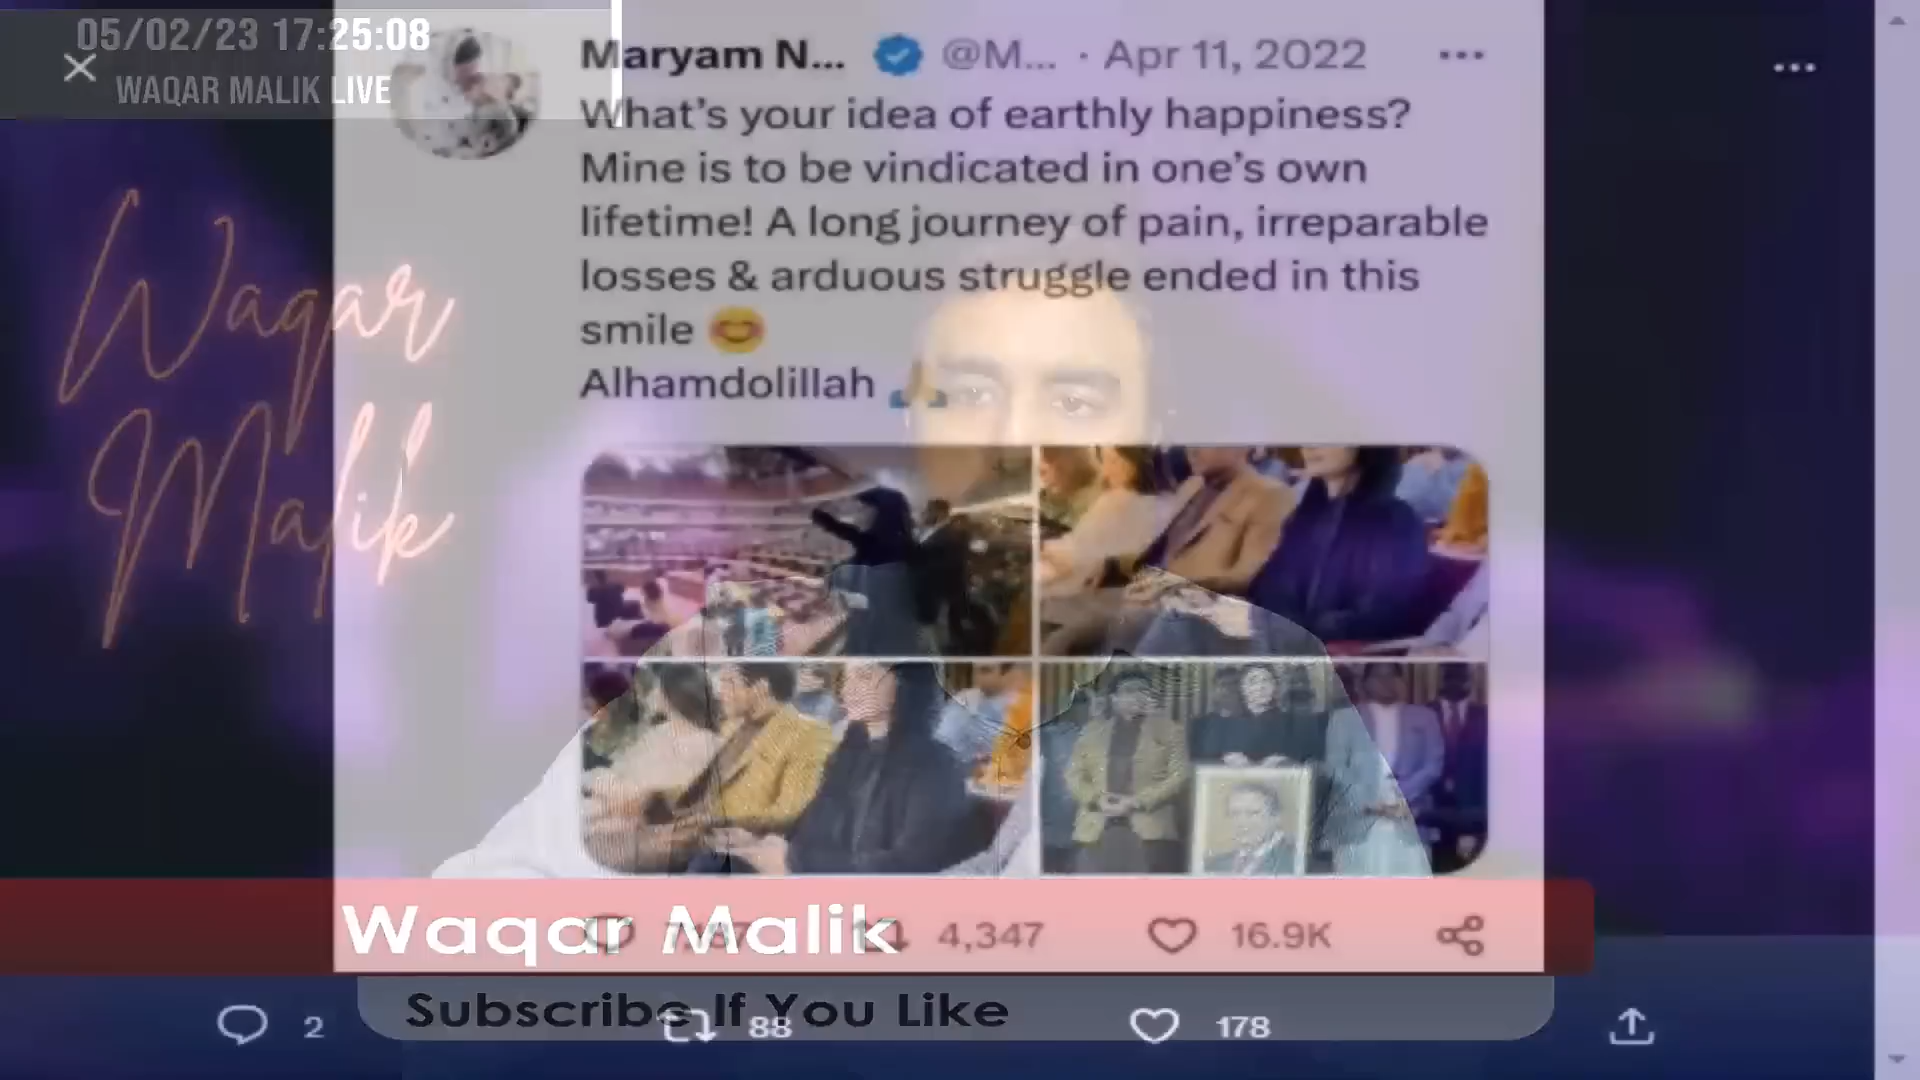 05/02/23 17:25:08
WAQAR MALIK LIVE
Maryam N... @M... · Apr 11, 2022
What's your idea of earthly happiness?
Mine is to be vindicated in one's own
lifetime! A long journey of pain, irreparable
losses & arduous struggle ended in this
smile 😊
Alhamdolillah 🙏
Waqar
Malik
Waqar Malik
4,347 16.9K
Subscribe If You Like
2 88 178